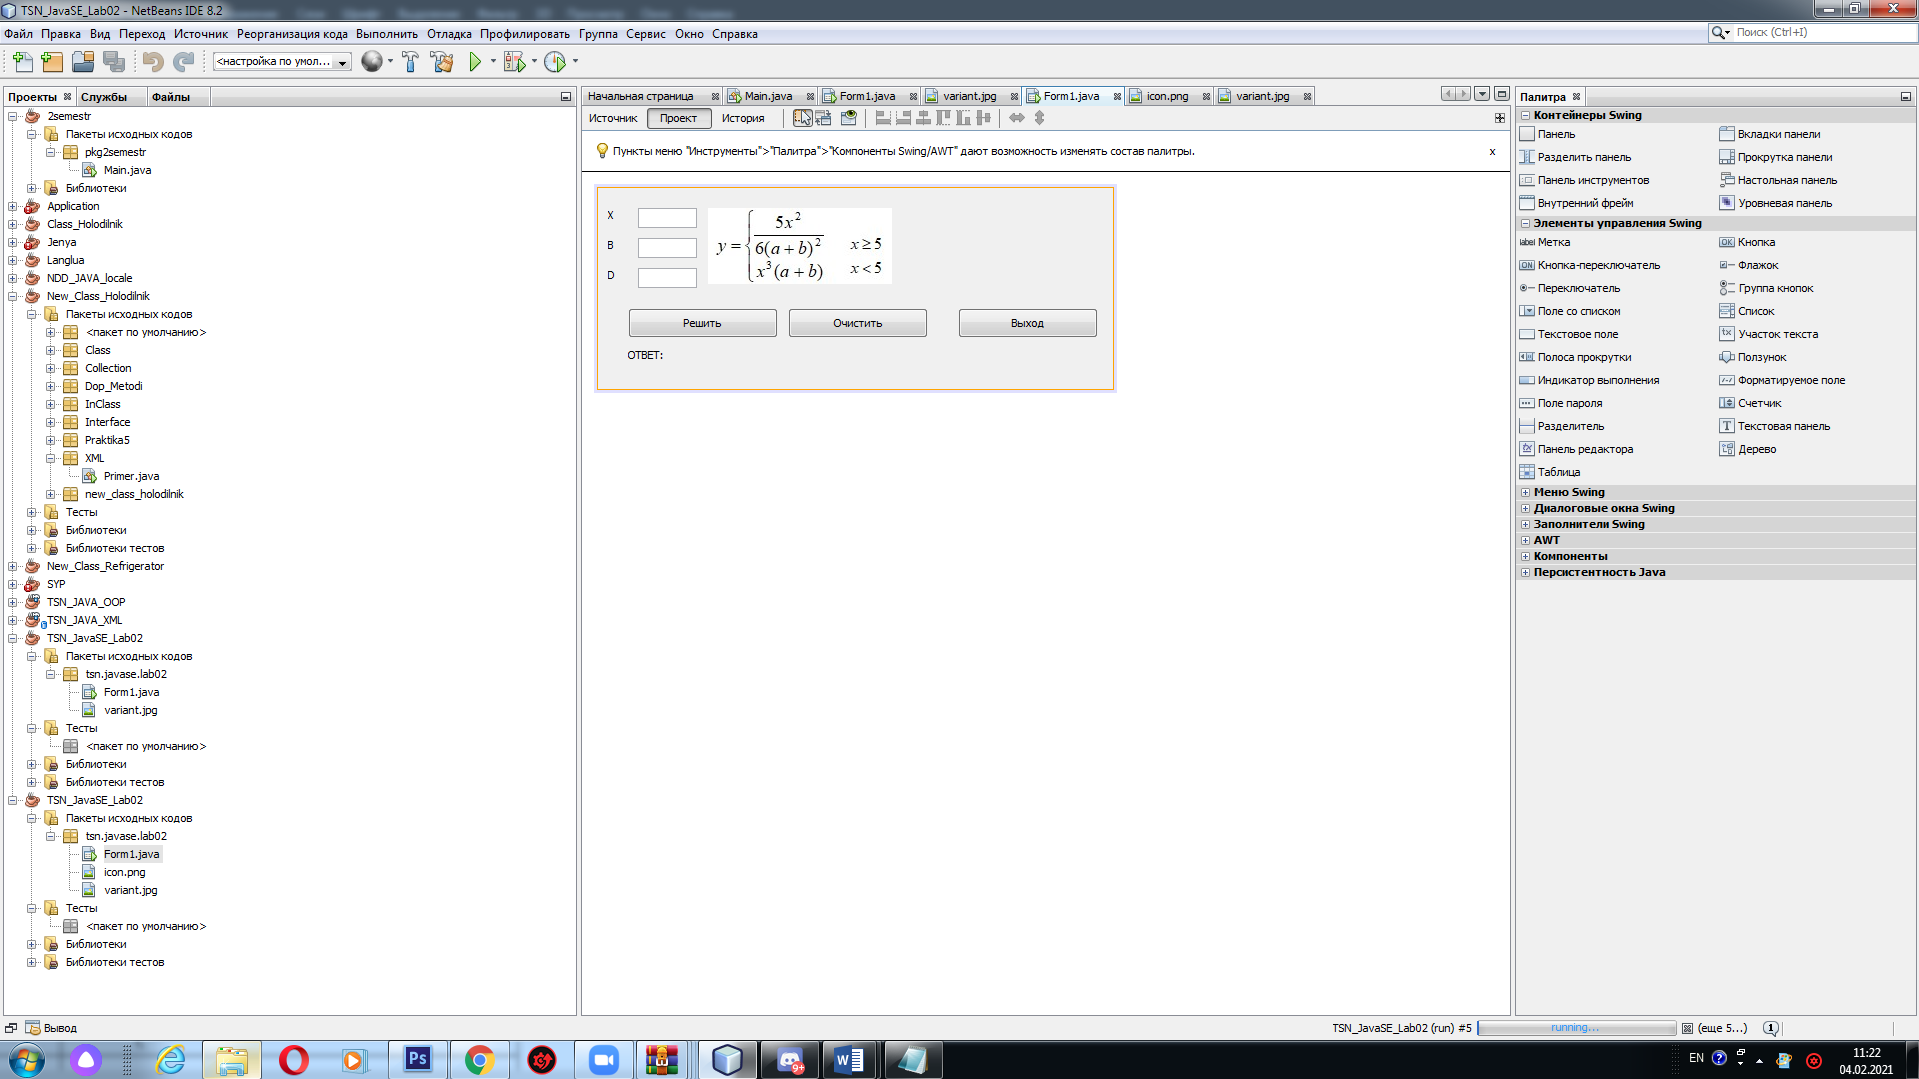 TSN_JavaSE_Lab02 - NetBeans IDE 8.2
Файл Правка Вид Переход Источник Реорганизация кода Выполнить Отладка Профилировать Группа Сервис Окно Справка
Поиск (Ctrl+I)
<настройка по умол...
Проекты Службы Файлы
2semestr
Пакеты исходных кодов
pkg2semestr
Main.java
Библиотеки
Application
Class_Holodilnik
Jenya
Langlua
NDD_JAVA_locale
New_Class_Holodilnik
Пакеты исходных кодов
<пакет по умолчанию>
Class
Collection
Dop_Metodi
InClass
Interface
Praktika5
XML
Primer.java
new_class_holodilnik
Тесты
Библиотеки
Библиотеки тестов
New_Class_Refrigerator
SYP
TSN_JAVA_OOP
TSN_JAVA_XML
TSN_JavaSE_Lab02
Пакеты исходных кодов
tsn.javase.lab02
Form1.java
variant.jpg
Тесты
<пакет по умолчанию>
Библиотеки
Библиотеки тестов
TSN_JavaSE_Lab02
Пакеты исходных кодов
tsn.javase.lab02
Form1.java
icon.png
variant.jpg
Тесты
<пакет по умолчанию>
Библиотеки
Библиотеки тестов
Начальная страница Main.java Form1.java variant.jpg Form1.java icon.png variant.jpg
Источник Проект История
Пункты меню "Инструменты">"Палитра">"Компоненты Swing/AWT" дают возможность изменять состав палитры. x
X
B
D
5x²
y = 6(a + b)² x ≥ 5
x³(a + b) x < 5
Решить Очистить Выход
ОТВЕТ:
Палитра
Контейнеры Swing
Панель Вкладки панели
Разделить панель Прокрутка панели
Панель инструментов Настольная панель
Внутренний фрейм Уровневая панель
Элементы управления Swing
label Метка OK Кнопка
ON Кнопка-переключатель Флажок
Переключатель Группа кнопок
Поле со списком Список
Текстовое поле Участок текста
Полоса прокрутки Ползунок
Индикатор выполнения Форматируемое поле
Поле пароля Счетчик
Разделитель Текстовая панель
Панель редактора Дерево
Таблица
Меню Swing
Диалоговые окна Swing
Заполнители Swing
AWT
Компоненты
Персистентность Java
Вывод
TSN_JavaSE_Lab02 (run) #5 running... (еще 5...) 1
Ps 9+ W EN
11:22
04.02.2021